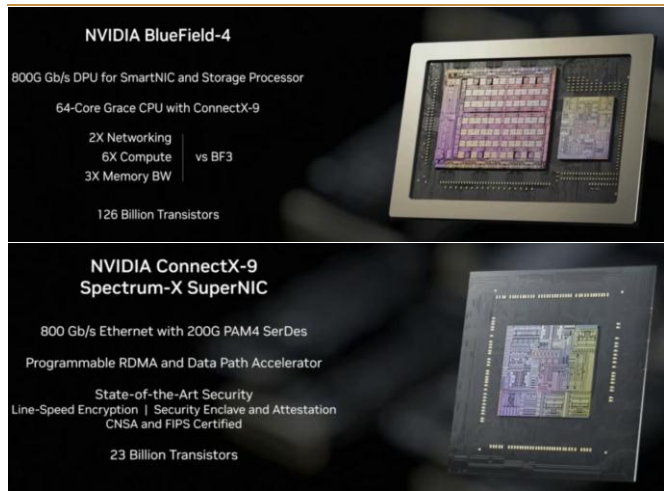 NVIDIA BlueField-4
800G Gb/s DPU for SmartNIC and Storage Processor
64-Core Grace CPU with ConnectX-9
2X Networking
6X Compute
3X Memory BW
vs BF3
126 Billion Transistors
NVIDIA ConnectX-9
Spectrum-X SuperNIC
800 Gb/s Ethernet with 200G PAM4 SerDes
Programmable RDMA and Data Path Accelerator
State-of-the-Art Security
Line-Speed Encryption | Security Enclave and Attestation
CNSA and FIPS Certified
23 Billion Transistors